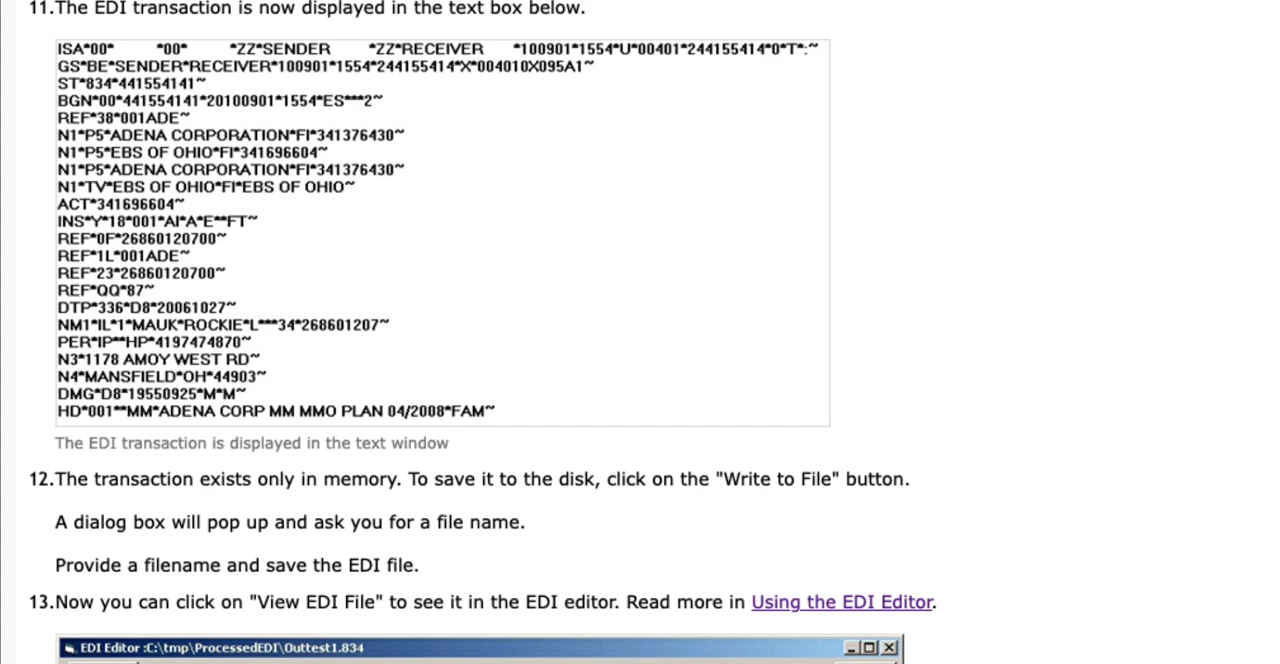 11.The EDI transaction is now displayed in the text box below.
ISA*00*          *00*          *ZZ*SENDER         *ZZ*RECEIVER       *100901*1554*U*00401*244155414*0*T*:~
GS*BE*SENDER*RECEIVER*100901*1554*244155414*X*004010X095A1~
ST*834*441554141~
BGN*00*441554141*20100901*1554*ES***2~
REF*38*001ADE~
N1*P5*ADENA CORPORATION*FI*341376430~
N1*P5*EBS OF OHIO*FI*341696604~
N1*P5*ADENA CORPORATION*FI*341376430~
N1*TV*EBS OF OHIO*FI*EBS OF OHIO~
ACT*341696604~
INS*Y*18*001*AI*A*E**FT~
REF*0F*26860120700~
REF*1L*001ADE~
REF*23*26860120700~
REF*QQ*87~
DTP*336*D8*20061027~
NM1*IL*1*MAUK*ROCKIE*L***34*268601207~
PER*IP**HP*4197474870~
N3*1178 AMOY WEST RD~
N4*MANSFIELD*OH*44903~
DMG*D8*19550925*M*M~
HD*001**MM*ADENA CORP MM MMO PLAN 04/2008*FAM~
The EDI transaction is displayed in the text window
12.The transaction exists only in memory. To save it to the disk, click on the "Write to File" button.
A dialog box will pop up and ask you for a file name.
Provide a filename and save the EDI file.
13.Now you can click on "View EDI File" to see it in the EDI editor. Read more in Using the EDI Editor.
EDI Editor :C:\tmp\ProcessedEDI\Outtest1.834